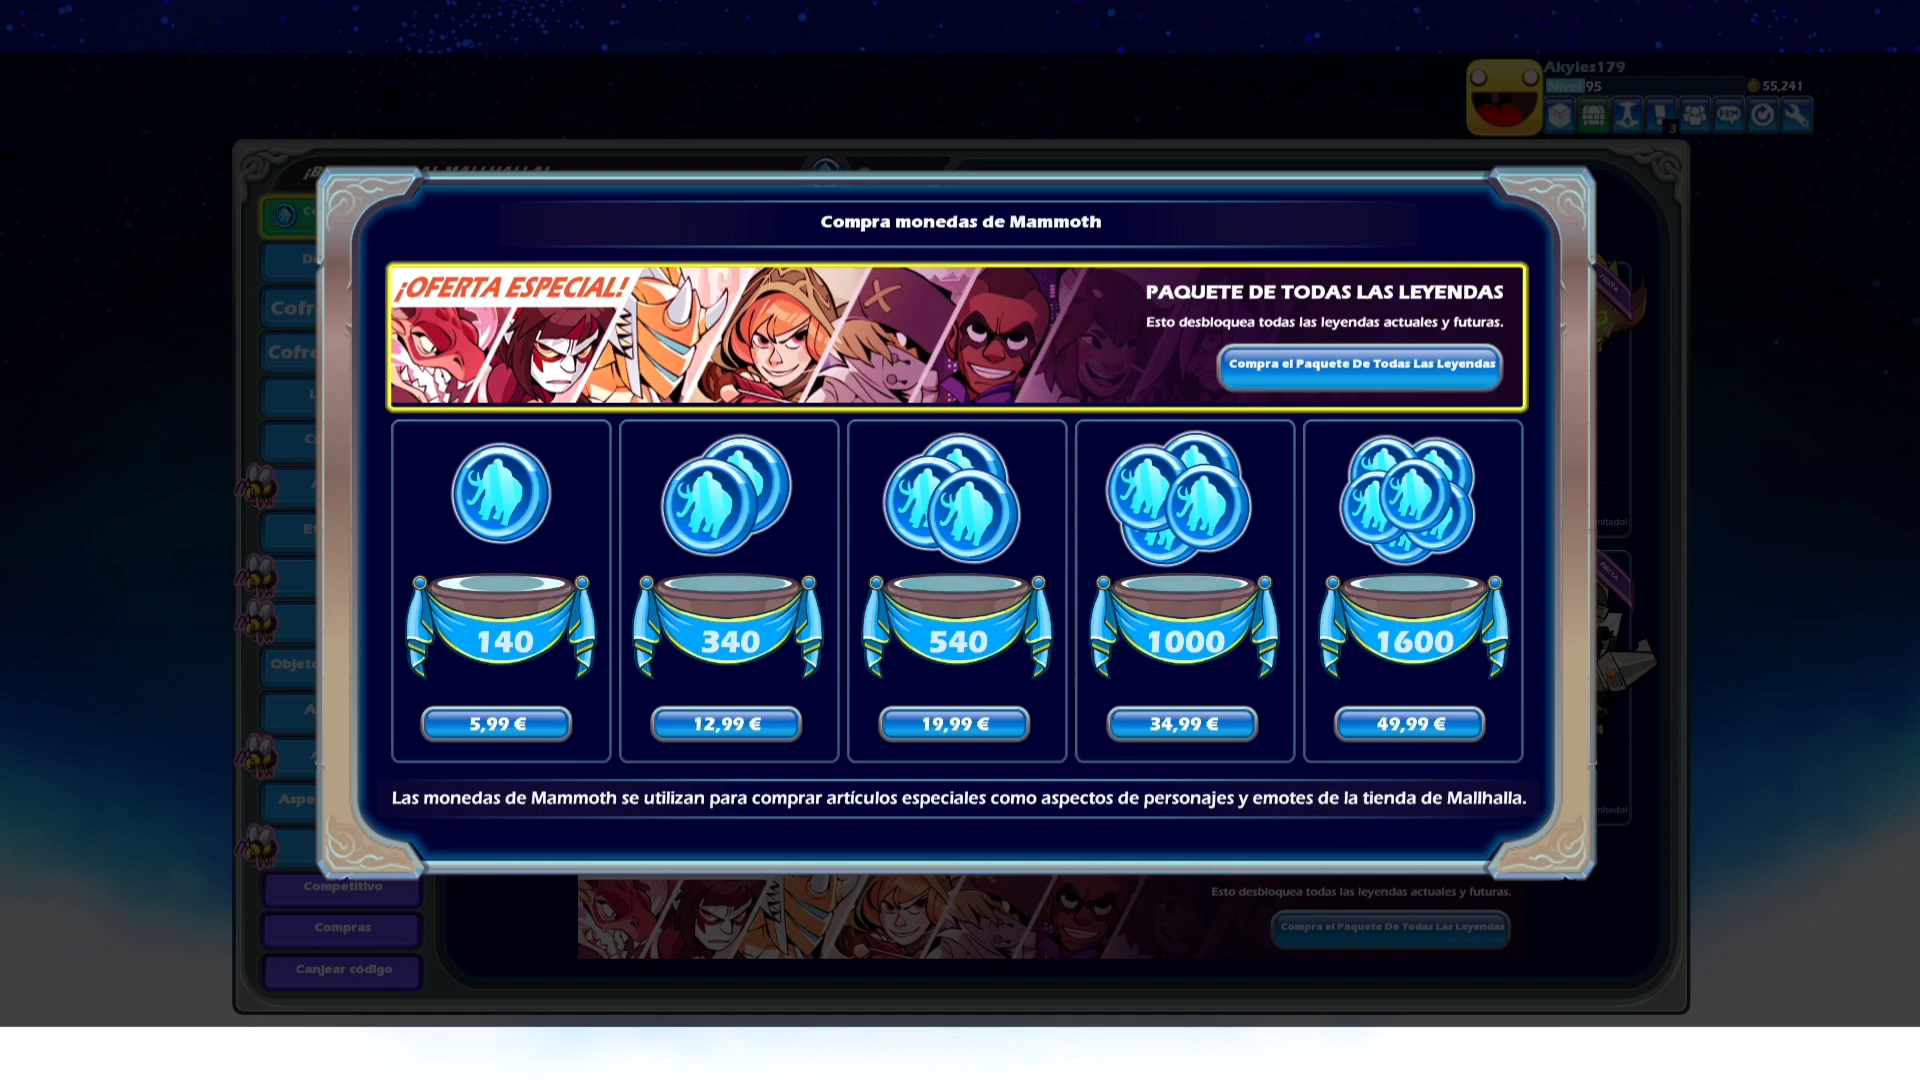 Akyles179
Nivel 95
55,241
3
Compra monedas de Mammoth
¡OFERTA ESPECIAL!
PAQUETE DE TODAS LAS LEYENDAS
Esto desbloquea todas las leyendas actuales y futuras.
Compra el Paquete De Todas Las Leyendas
140
340
540
1000
1600
5,99 €
12,99 €
19,99 €
34,99 €
49,99 €
Las monedas de Mammoth se utilizan para comprar artículos especiales como aspectos de personajes y emotes de la tienda de Mallhalla.
Competitivo
Compras
Canjear código
Esto desbloquea todas las leyendas actuales y futuras.
Compra el Paquete De Todas Las Leyendas